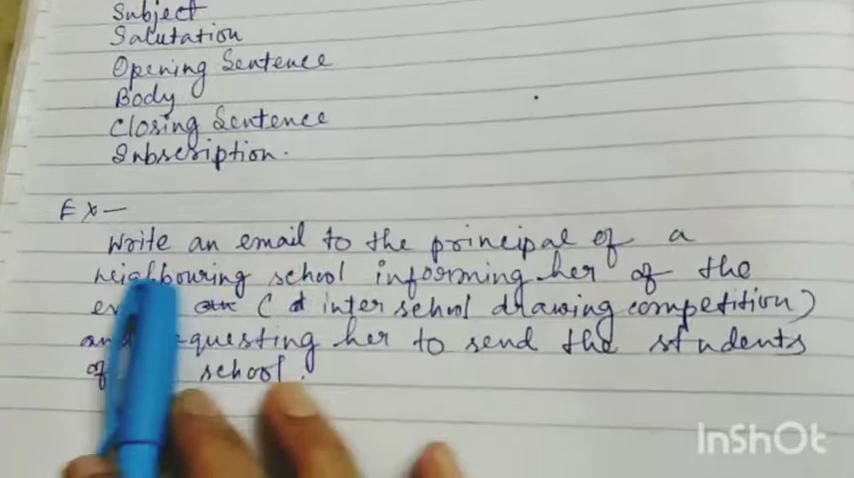 Subject
Salutation
Opening Sentence
Body
Closing Sentence
Subscription.
Ex-
Write an email to the principal of a
neighbouring school informing her of the
( inter school drawing competition)
requesting her to send the students
school.
InShOt